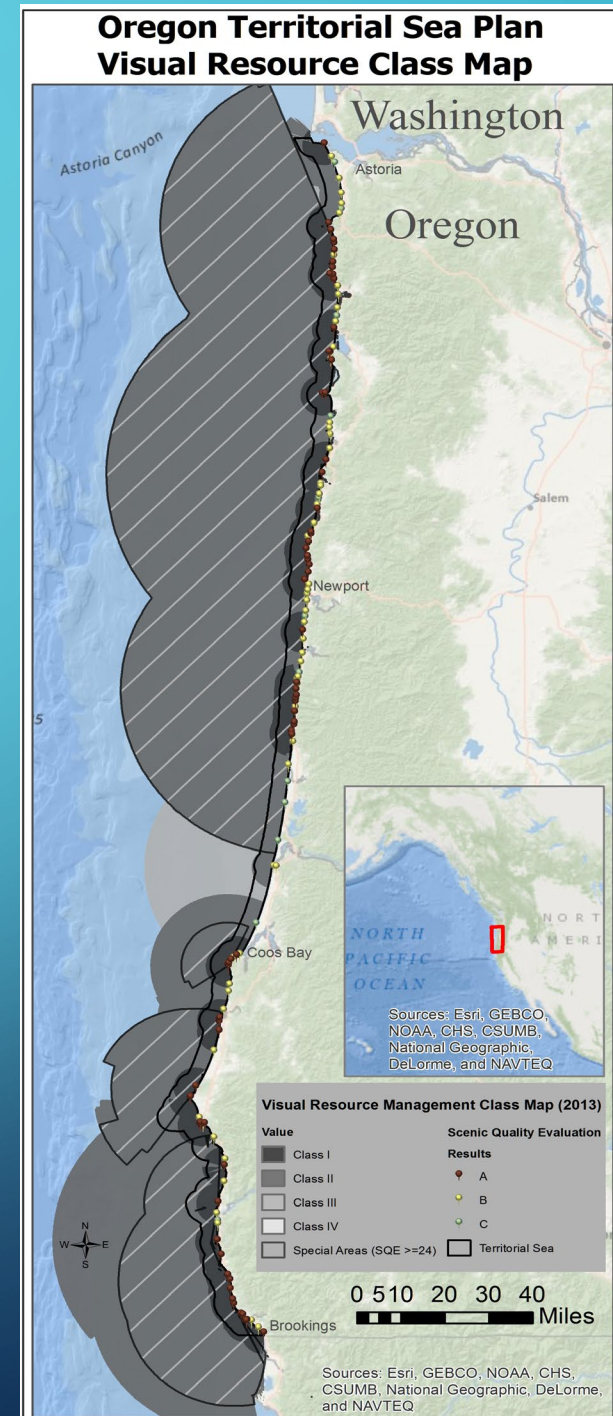 Oregon Territorial Sea Plan
Visual Resource Class Map
Washington
Astoria Canyon
Astoria
Oregon
Salem
Newport
5
Coos Bay
NORTH
PACIFIC
OCEAN
NORT
AMERI
Sources: Esri, GEBCO,
NOAA, CHS, CSUMB,
National Geographic,
DeLorme, and NAVTEQ
Visual Resource Management Class Map (2013)
Value
Class I
Class II
Class III
Class IV
Special Areas (SQE >=24)
Scenic Quality Evaluation
Results
A
B
C
Territorial Sea
N
W E
S
0 5 10 20 30 40
Miles
Brookings
Sources: Esri, GEBCO, NOAA, CHS,
CSUMB, National Geographic, DeLorme,
and NAVTEQ